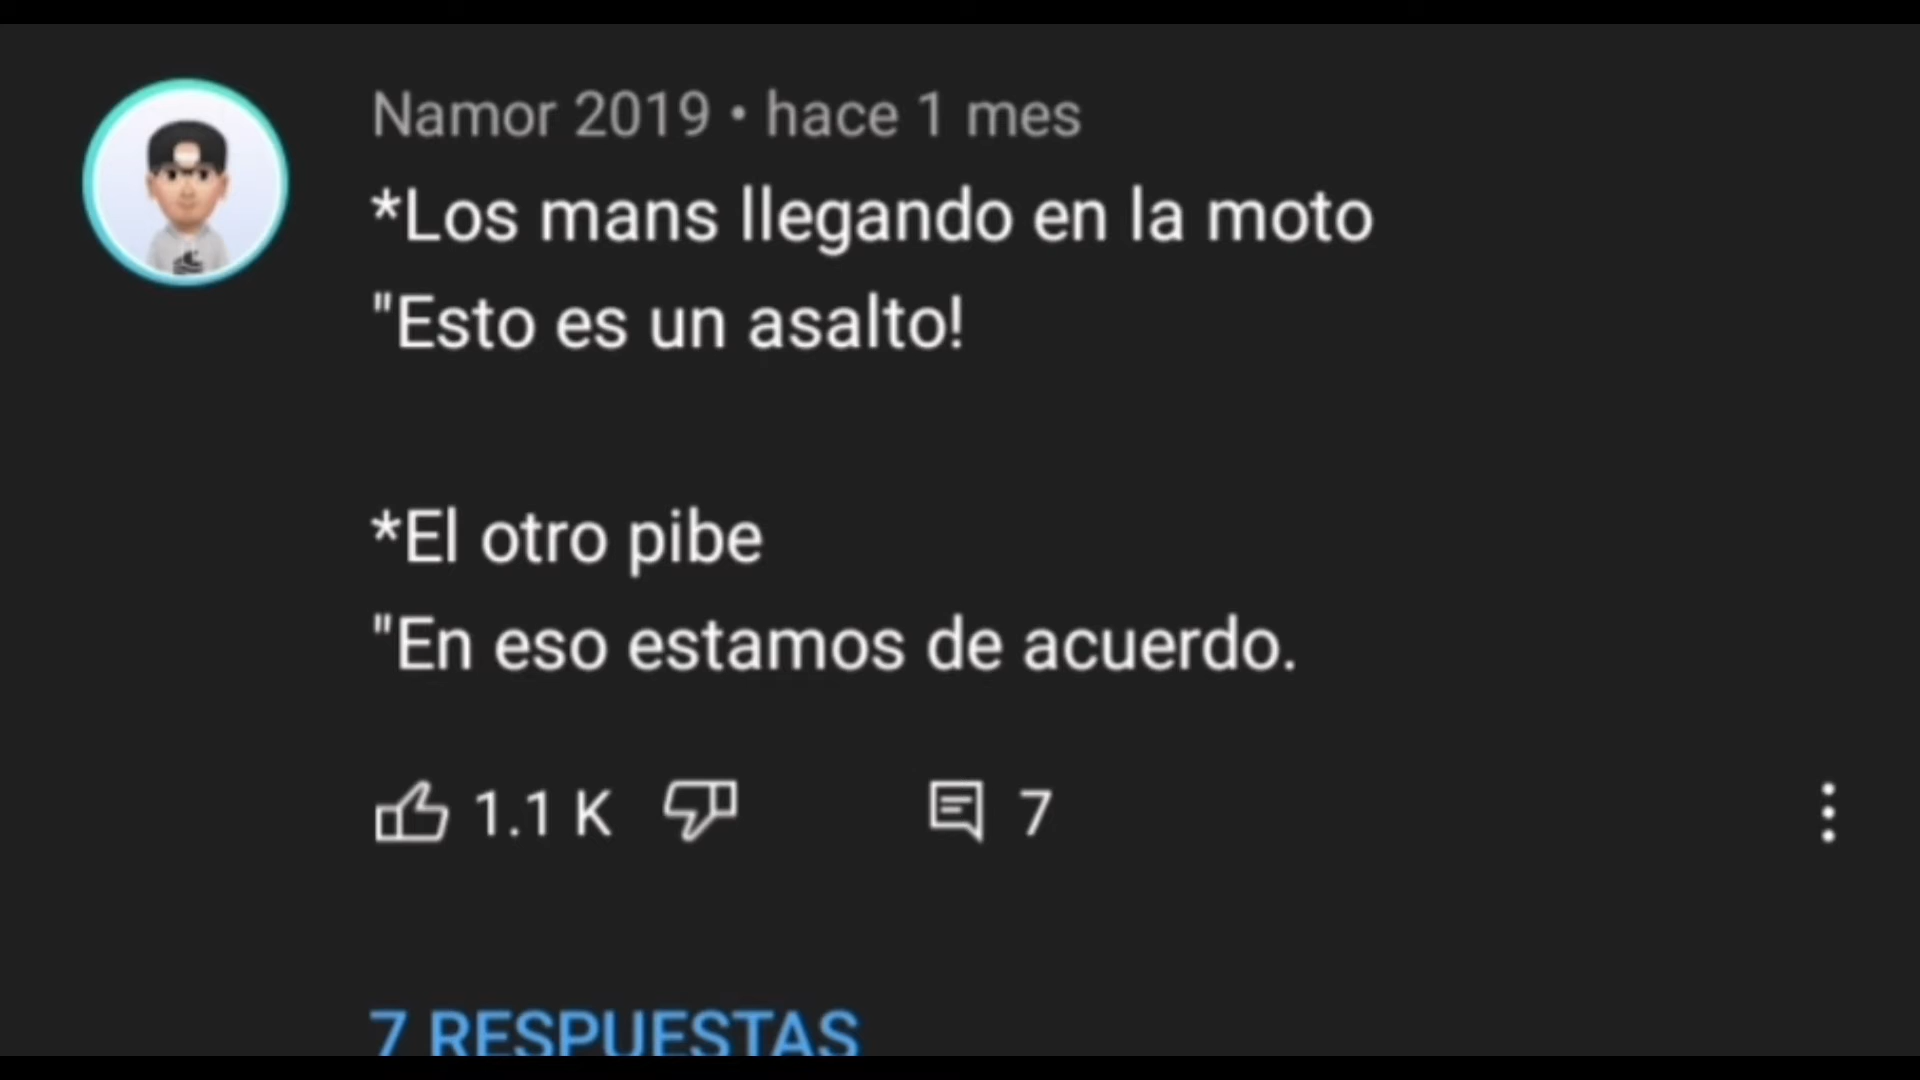 Namor 2019 • hace 1 mes
*Los mans llegando en la moto
"Esto es un asalto!
*El otro pibe
"En eso estamos de acuerdo.
1.1 K 7
7 RESPUESTAS